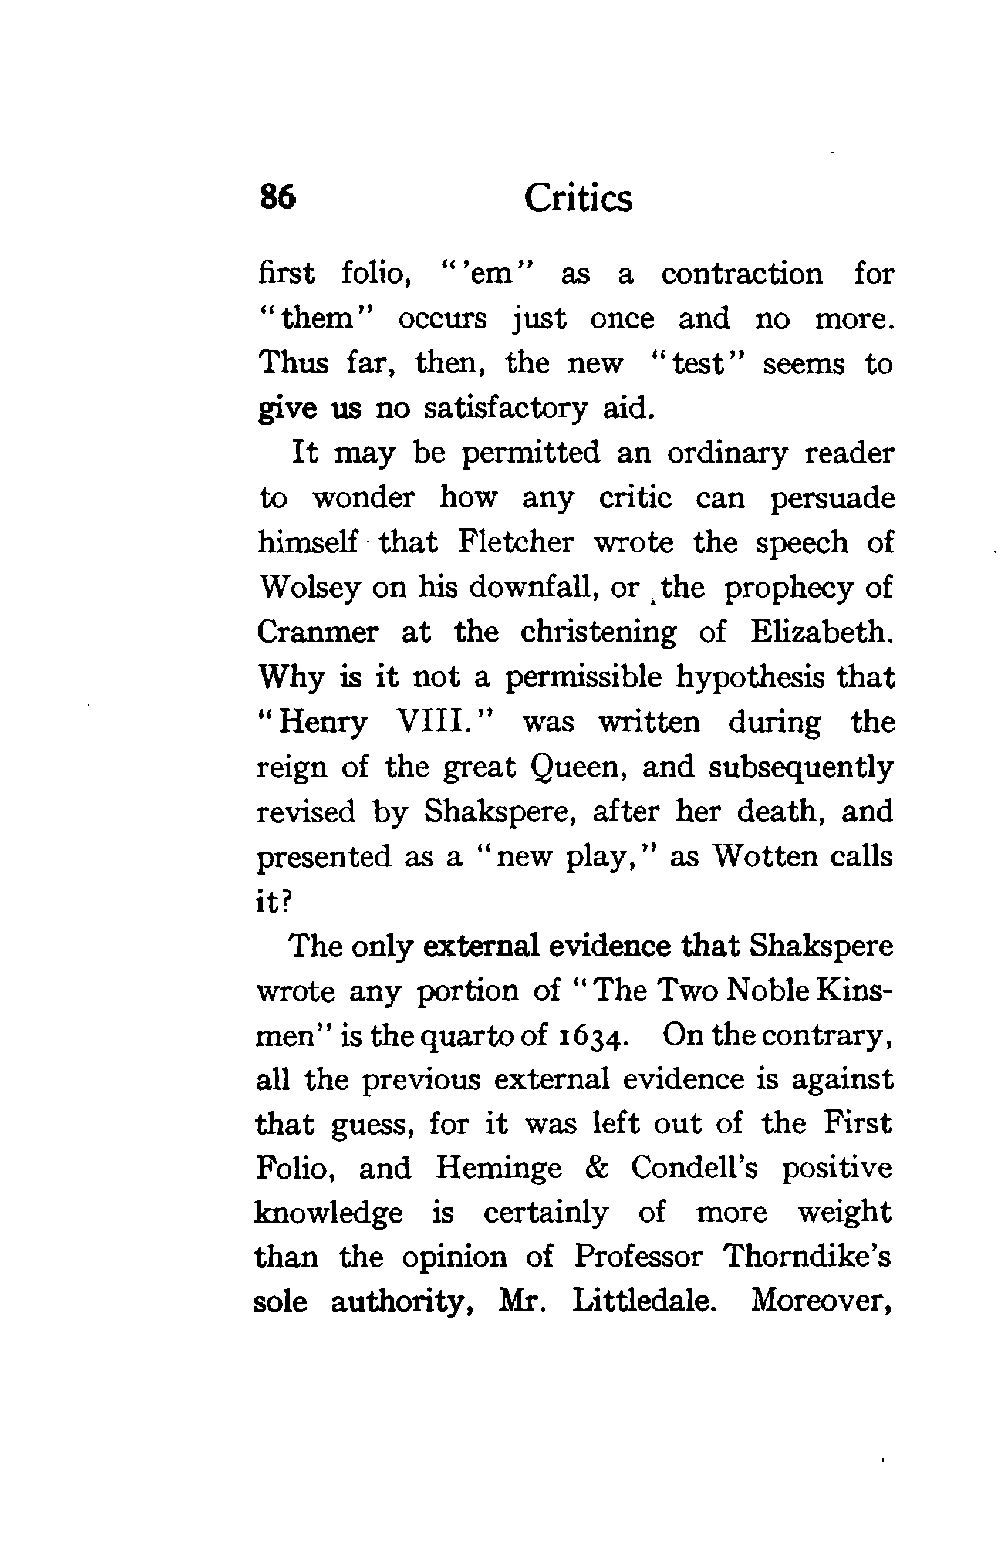 86 Critics
first folio, "'em" as a contraction for
"them" occurs just once and no more.
Thus far, then, the new "test" seems to
give us no satisfactory aid.
It may be permitted an ordinary reader
to wonder how any critic can persuade
himself that Fletcher wrote the speech of
Wolsey on his downfall, or the prophecy of
Cranmer at the christening of Elizabeth.
Why is it not a permissible hypothesis that
"Henry VIII." was written during the
reign of the great Queen, and subsequently
revised by Shakspere, after her death, and
presented as a "new play," as Wotten calls
it?
The only external evidence that Shakspere
wrote any portion of "The Two Noble Kins-
men" is the quarto of 1634. On the contrary,
all the previous external evidence is against
that guess, for it was left out of the First
Folio, and Heminge & Condell's positive
knowledge is certainly of more weight
than the opinion of Professor Thorndike's
sole authority, Mr. Littledale. Moreover,